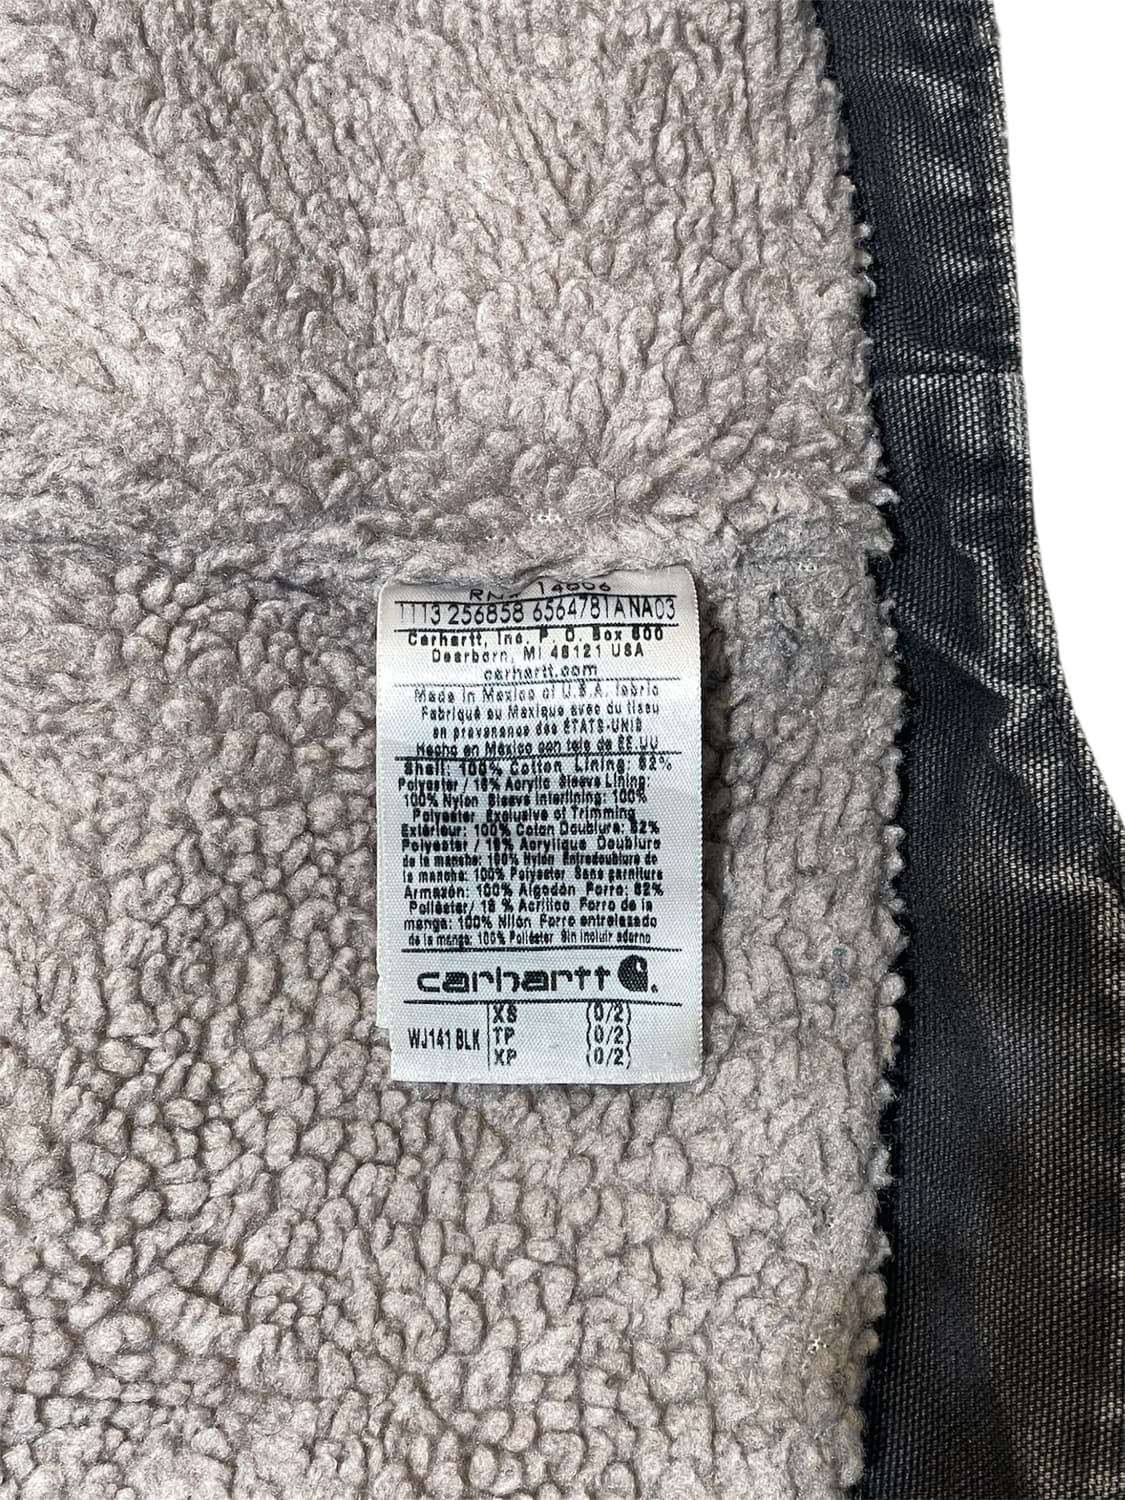 RN# 14806
1113 256858 6564781A NA03
Carhartt, Inc. P. O. Box 600
Dearborn, MI 48121 USA
carhartt.com
Made in Mexico of U.S.A. fabric
Fabriqué au Mexique avec du tissu
en provenance des ÉTATS-UNIS
Hecho en México con tela de EE.UU
Shell: 100% Cotton Lining: 82%
Polyester / 18% Acrylic Sleeve Lining:
100% Nylon Sleeve Interlining: 100%
Polyester Exclusive of Trimming
Extérieur: 100% Coton Doublure: 82%
Polyester / 18% Acrylique Doublure
de la manche: 100% Nylon Entredoublure de
la manche: 100% Polyester Sans garniture
Armazón: 100% Algodón Forro: 82%
Poliéster/ 18 % Acrílico Forro de la
manga: 100% Nilón Forro entrelazado
de la manga: 100% Poliéster Sin incluir adorno
carhartt
WJ141 BLK
XS (0/2)
TP (0/2)
XP (0/2)